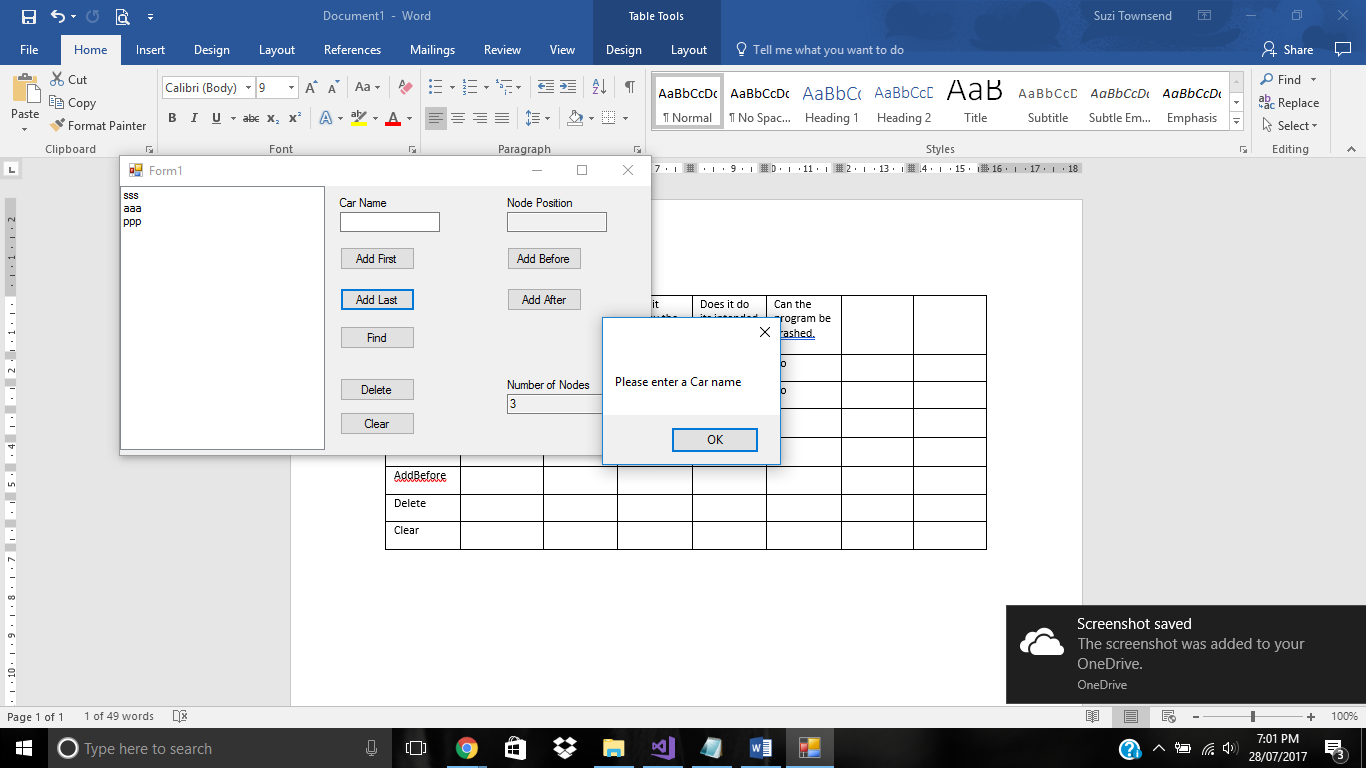 Document1 - Word
Table Tools
Suzi Townsend
File
Home
Insert
Design
Layout
References
Mailings
Review
View
Design
Layout
Tell me what you want to do
Share
Paste
Cut
Copy
Format Painter
Clipboard
Calibri (Body)
9
Aa
B I U abc x₂ x²
A A
Font
Paragraph
AaBbCcDc
¶ Normal
AaBbCcDc
¶ No Spac...
AaBbCc
Heading 1
AaBbCcD
Heading 2
AaB
Title
AaBbCcD
Subtitle
AaBbCcDc
Subtle Em...
AaBbCcDc
Emphasis
Styles
Find
Replace
Select
Editing
Form1
sss
aaa
ppp
Car Name
Node Position
Add First
Add Before
Add Last
Add After
Find
Delete
Number of Nodes
3
Clear
it
Does it do
Can the
program be
Please enter a Car name
OK
AddBefore
Delete
Clear
Screenshot saved
The screenshot was added to your
OneDrive.
OneDrive
Page 1 of 1
1 of 49 words
100%
Type here to search
7:01 PM
28/07/2017
3